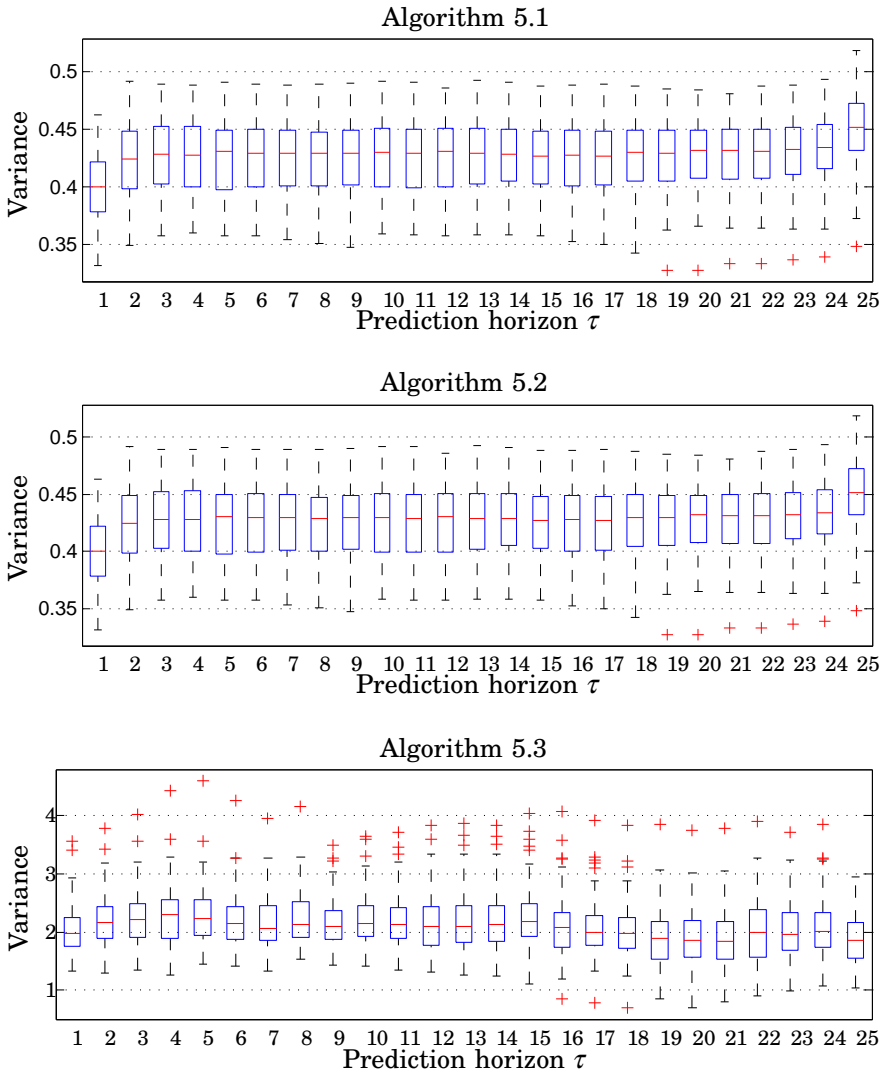 Algorithm 5.1
0.5
0.45
0.4
0.35
Variance
1 2 3 4 5 6 7 8 9 10 11 12 13 14 15 16 17 18 19 20 21 22 23 24 25
Prediction horizon τ
Algorithm 5.2
0.5
0.45
0.4
0.35
Variance
1 2 3 4 5 6 7 8 9 10 11 12 13 14 15 16 17 18 19 20 21 22 23 24 25
Prediction horizon τ
Algorithm 5.3
4
3
2
1
Variance
1 2 3 4 5 6 7 8 9 10 11 12 13 14 15 16 17 18 19 20 21 22 23 24 25
Prediction horizon τ